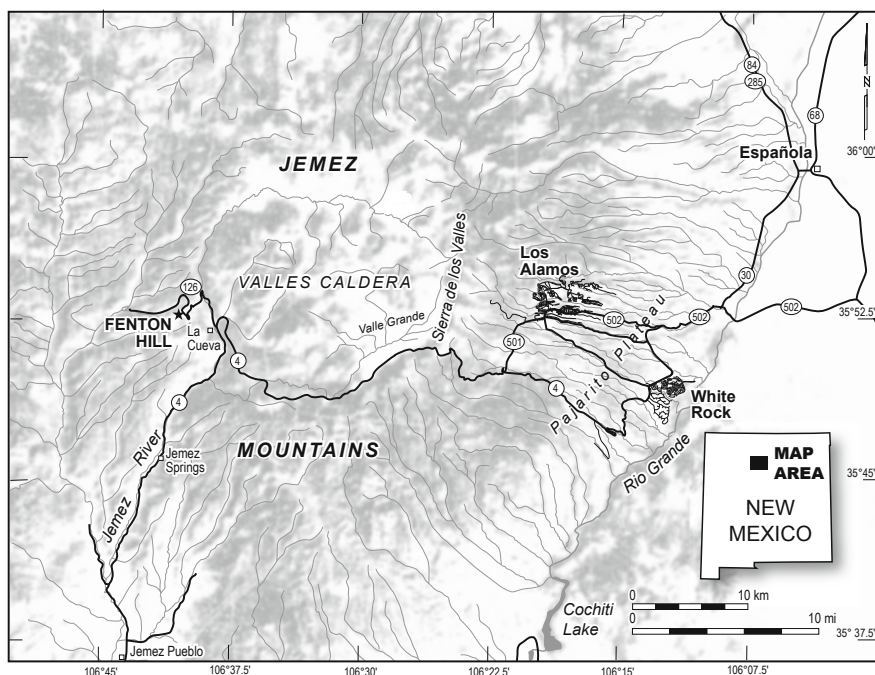 84
285
N
68
Española
36°00'
JEMEZ
Los
Alamos
Sierra de los Valles
VALLES CALDERA
126
30
Valle Grande
502
502
502
35°52.5'
FENTON
HILL
La
Cueva
501
Pajarito Plateau
4
4
4
White
Rock
MOUNTAINS
River
Jemez
Springs
Rio Grande
MAP
AREA
35°45'
NEW
MEXICO
Jemez
0
10 km
0
10 mi
Cochiti
Lake
35° 37.5'
Jemez Pueblo
106°45'
106°37.5'
106°30'
106°22.5'
106°15'
106°07.5'